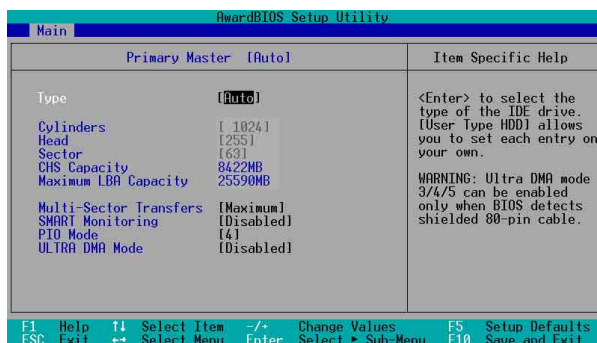 AwardBIOS Setup Utility
Main
Primary Master [Auto]
Item Specific Help
Type [Auto]
Cylinders [ 1024]
Head [255]
Sector [63]
CHS Capacity 8422MB
Maximum LBA Capacity 25590MB
Multi-Sector Transfers [Maximum]
SMART Monitoring [Disabled]
PIO Mode [4]
ULTRA DMA Mode [Disabled]
<Enter> to select the
type of the IDE drive.
[User Type HDD] allows
you to set each entry on
your own.
WARNING: Ultra DMA mode
3/4/5 can be enabled
only when BIOS detects
shielded 80-pin cable.
F1 Help ↑↓ Select Item -/+ Change Values F5 Setup Defaults
ESC Exit ←→ Select Menu Enter Select ► Sub-Menu F10 Save and Exit